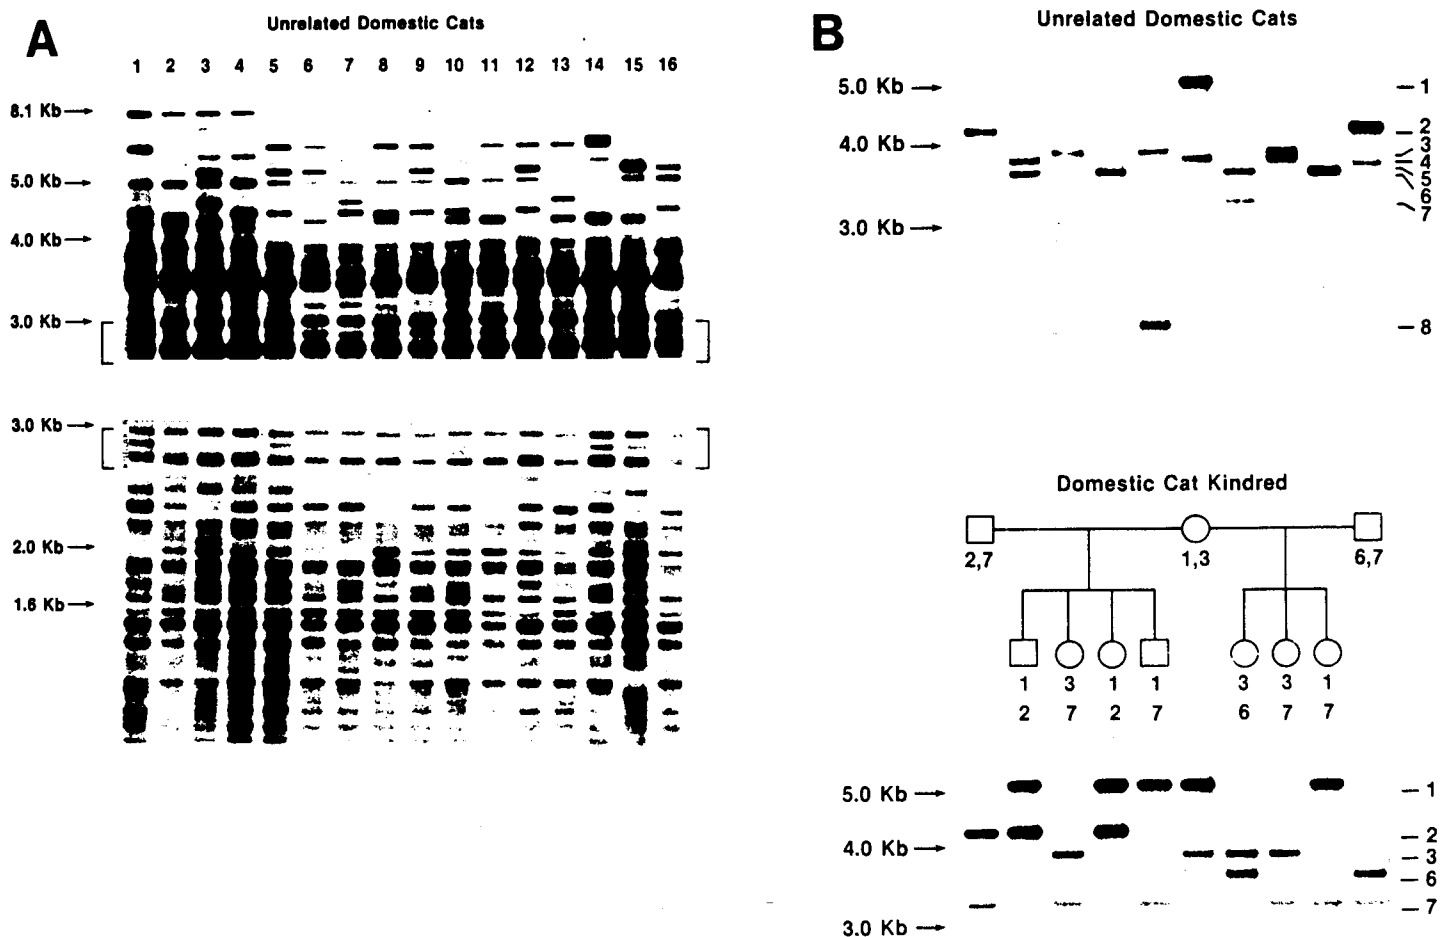 A
Unrelated Domestic Cats
1 2 3 4 5 6 7 8 9 10 11 12 13 14 15 16
8.1 Kb
5.0 Kb
4.0 Kb
3.0 Kb
3.0 Kb
2.0 Kb
1.6 Kb
B
Unrelated Domestic Cats
5.0 Kb
4.0 Kb
3.0 Kb
1
2
3
4
5
6
7
8
Domestic Cat Kindred
2,7 1,3 6,7
1 3 1 1 3 3 1
2 7 2 7 6 7 7
5.0 Kb
4.0 Kb
3.0 Kb
1
2
3
6
7